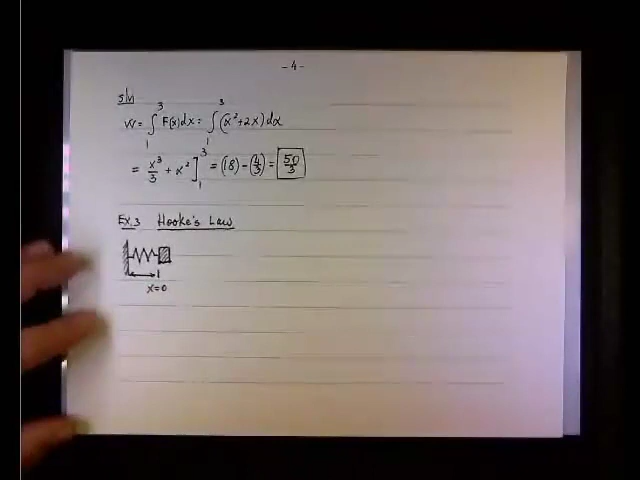 -4-
Sln
W = ∫₁³ F(x)dx = ∫₁³ (x²+2x)dx
= x³/3 + x² ]₁³ = (18) - (4/3) = 50/3
Ex.3 Hooke's Law
x=0